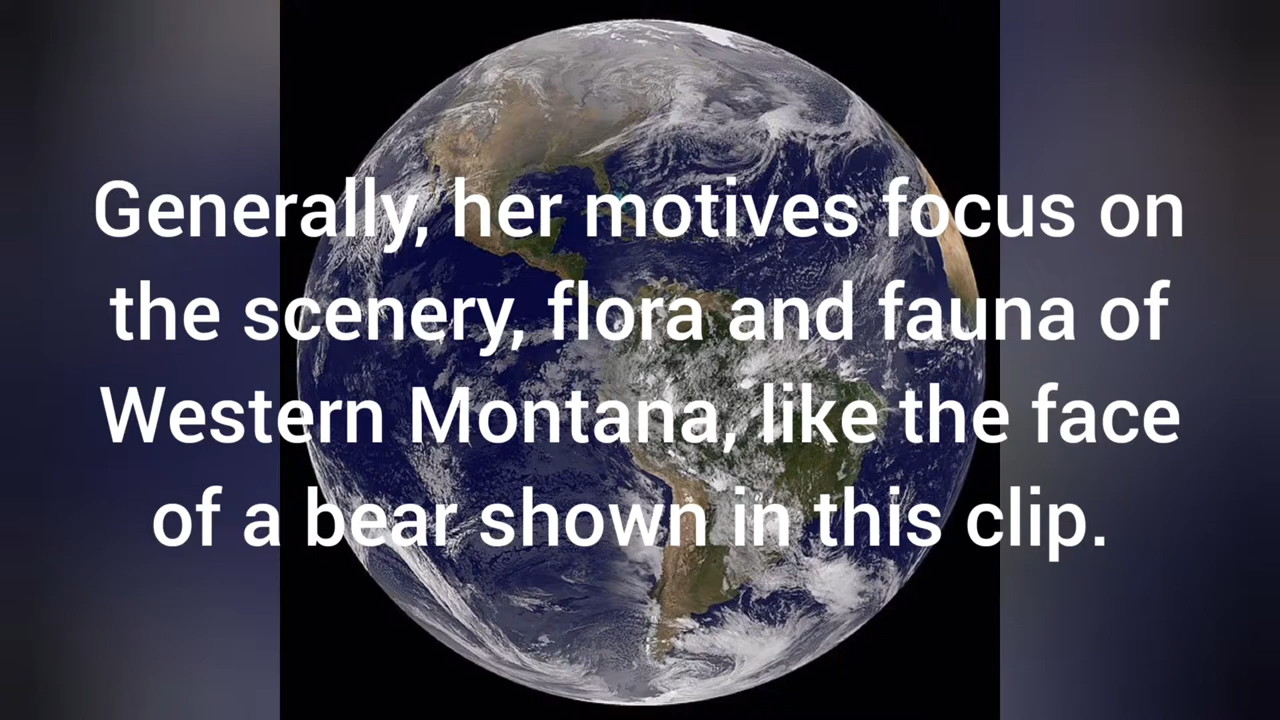 Generally, her motives focus on
the scenery, flora and fauna of
Western Montana, like the face
of a bear shown in this clip.